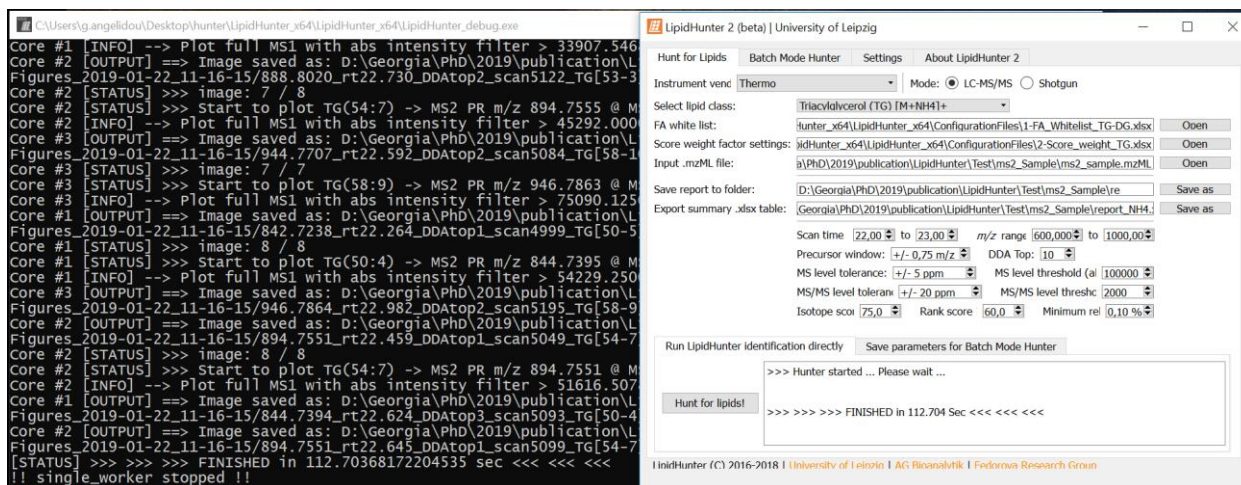 C:\Users\g.angelidou\Desktop\hunter\LipidHunter_x64\LipidHunter_x64\LipidHunter_debug.exe
Core #1 [INFO] --> Plot full MS1 with abs intensity filter > 33907.546
Core #2 [OUTPUT] ==> Image saved as: D:\Georgia\PhD\2019\publication\L
Figures_2019-01-22_11-16-15/888.8020_rt22.730_DDAtop2_scan5122_TG[53-3
Core #2 [STATUS] >>> image: 7 / 8
Core #2 [STATUS] >>> Start to plot TG(54:7) -> MS2 PR m/z 894.7555 @ M
Core #2 [INFO] --> Plot full MS1 with abs intensity filter > 45292.000
Core #3 [OUTPUT] ==> Image saved as: D:\Georgia\PhD\2019\publication\L
Figures_2019-01-22_11-16-15/944.7707_rt22.592_DDAtop2_scan5084_TG[58-1
Core #3 [STATUS] >>> image: 7 / 7
Core #3 [STATUS] >>> Start to plot TG(58:9) -> MS2 PR m/z 946.7863 @ M
Core #3 [INFO] --> Plot full MS1 with abs intensity filter > 75090.125
Core #1 [OUTPUT] ==> Image saved as: D:\Georgia\PhD\2019\publication\L
Figures_2019-01-22_11-16-15/842.7238_rt22.264_DDAtop1_scan4999_TG[50-5
Core #1 [STATUS] >>> image: 8 / 8
Core #1 [STATUS] >>> Start to plot TG(50:4) -> MS2 PR m/z 844.7395 @ M
Core #1 [INFO] --> Plot full MS1 with abs intensity filter > 54229.250
Core #3 [OUTPUT] ==> Image saved as: D:\Georgia\PhD\2019\publication\L
Figures_2019-01-22_11-16-15/946.7864_rt22.982_DDAtop2_scan5195_TG[58-9
Core #2 [OUTPUT] ==> Image saved as: D:\Georgia\PhD\2019\publication\L
Figures_2019-01-22_11-16-15/894.7551_rt22.459_DDAtop1_scan5049_TG[54-7
Core #2 [STATUS] >>> image: 8 / 8
Core #2 [STATUS] >>> Start to plot TG(54:7) -> MS2 PR m/z 894.7551 @ M
Core #2 [INFO] --> Plot full MS1 with abs intensity filter > 51616.507
Core #1 [OUTPUT] ==> Image saved as: D:\Georgia\PhD\2019\publication\L
Figures_2019-01-22_11-16-15/844.7394_rt22.624_DDAtop3_scan5093_TG[50-4
Core #2 [OUTPUT] ==> Image saved as: D:\Georgia\PhD\2019\publication\L
Figures_2019-01-22_11-16-15/894.7551_rt22.645_DDAtop1_scan5099_TG[54-7
[STATUS] >>> >>> >>> FINISHED in 112.70368172204535 sec <<< <<< <<<
!! single_worker stopped !!
LipidHunter 2 (beta) | University of Leipzig
Hunt for Lipids Batch Mode Hunter Settings About LipidHunter 2
Instrument vend Thermo Mode: LC-MS/MS Shotgun
Select lipid class: Triacylglycerol (TG) [M+NH4]+
FA white list: Hunter_x64\LipidHunter_x64\ConfigurationFiles\1-FA_Whitelist_TG-DG.xlsx Open
Score weight factor settings: pidHunter_x64\LipidHunter_x64\ConfigurationFiles\2-Score_weight_TG.xlsx Open
Input .mzML file: a\PhD\2019\publication\LipidHunter\Test\ms2_Sample\ms2_sample.mzML Open
Save report to folder: D:\Georgia\PhD\2019\publication\LipidHunter\Test\ms2_Sample\re Save as
Export summary .xlsx table: Georgia\PhD\2019\publication\LipidHunter\Test\ms2_Sample\report_NH4. Save as
Scan time 22,00 to 23,00 m/z range 600,000 to 1000,00
Precursor window: +/- 0,75 m/z DDA Top: 10
MS level tolerance: +/- 5 ppm MS level threshold (al 100000
MS/MS level toleran +/- 20 ppm MS/MS level threshc 2000
Isotope scoi 75,0 Rank score 60,0 Minimum rel 0,10 %
Run LipidHunter identification directly Save parameters for Batch Mode Hunter
>>> Hunter started ... Please wait ...
Hunt for lipids!
>>> >>> >>> FINISHED in 112.704 Sec <<< <<< <<<
LipidHunter (C) 2016-2018 | University of Leipzig | AG Bioanalytik | Fedorova Research Group